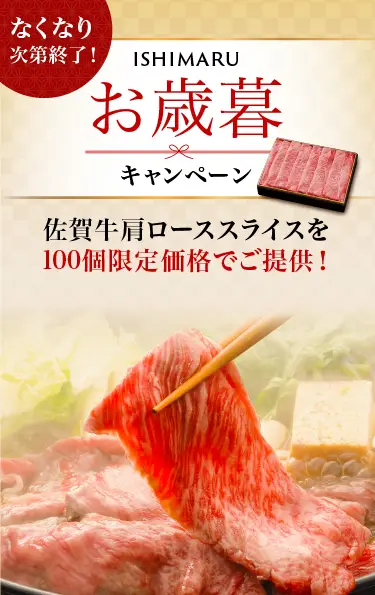 なくなり
次第終了！
ISHIMARU
お歳暮
キャンペーン
佐賀牛肩ローススライスを
100個限定価格でご提供！